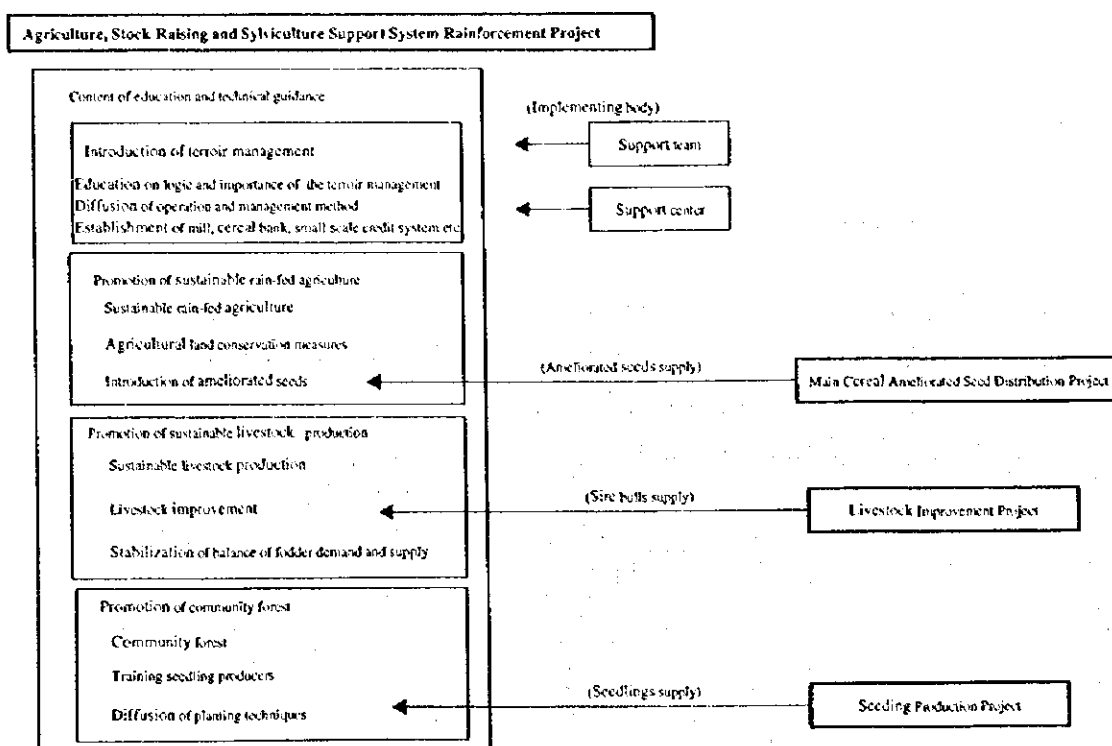 Agriculture, Stock Raising and Sylviculture Support System Rainforcement Project
Content of education and technical guidance
(Implementing body)
Introduction of terroir management
Support team
Education on logic and importance of the terroir management
Diffusion of operation and management method
Support center
Establishment of mill, cereal bank, small scale credit system etc
Promotion of sustainable rain-fed agriculture
Sustainable rain-fed agriculture
Agricultural land conservation measures
(Ameliorated seeds supply)
Introduction of ameliorated seeds
Main Cereal Ameliorated Seed Distribution Project
Promotion of sustainable livestock production
Sustainable livestock production
(Sire bulls supply)
Livestock improvement
Livestock Improvement Project
Stabilization of balance of fodder demand and supply
Promotion of community forest
Community forest
Training seedling producers
(Seedlings supply)
Diffusion of planting techniques
Seeding Production Project